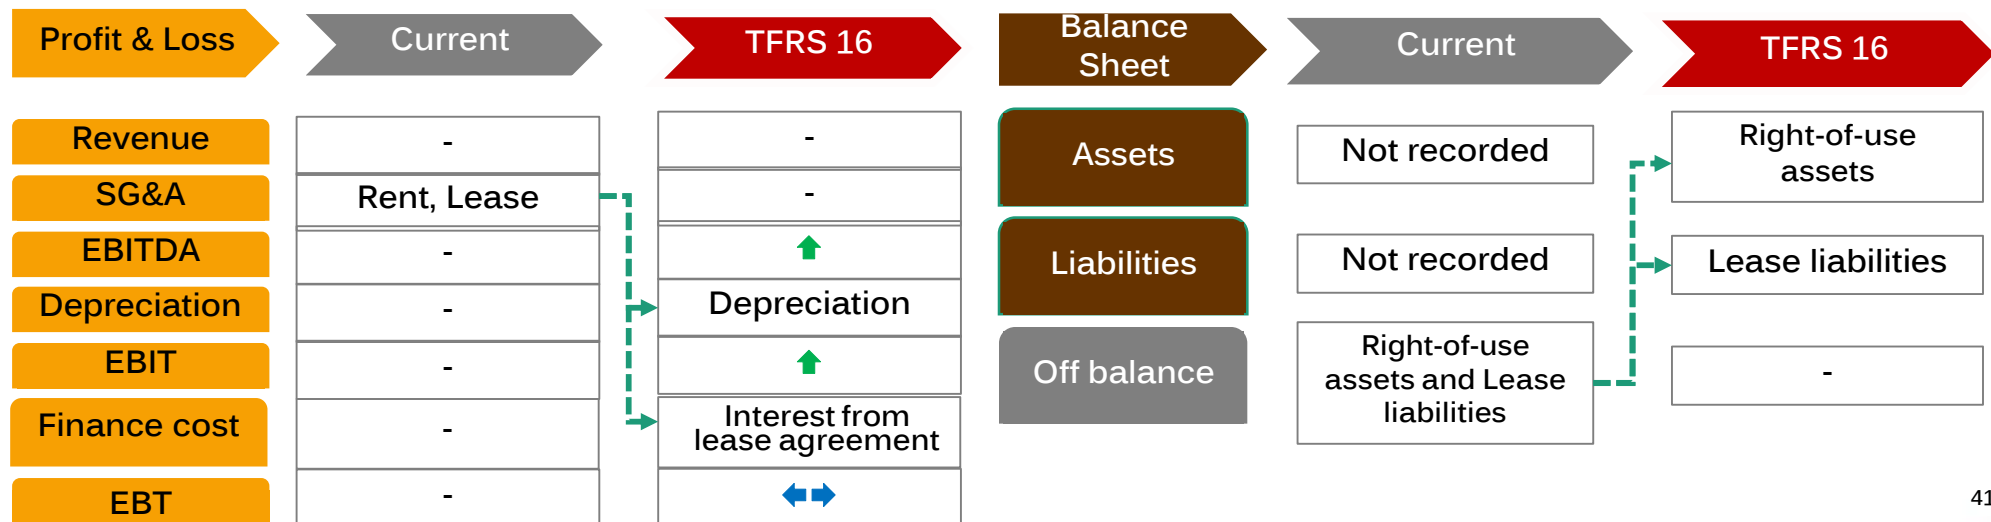 Profit & Loss
Current
TFRS 16
Revenue
-
-
SG&A
Rent, Lease
-
EBITDA
-
Depreciation
-
Depreciation
EBIT
-
Finance cost
-
Interest from
lease agreement
EBT
-
Balance
Sheet
Current
TFRS 16
Assets
Not recorded
Right-of-use
assets
Liabilities
Not recorded
Lease liabilities
Off balance
Right-of-use
assets and Lease
liabilities
-
41